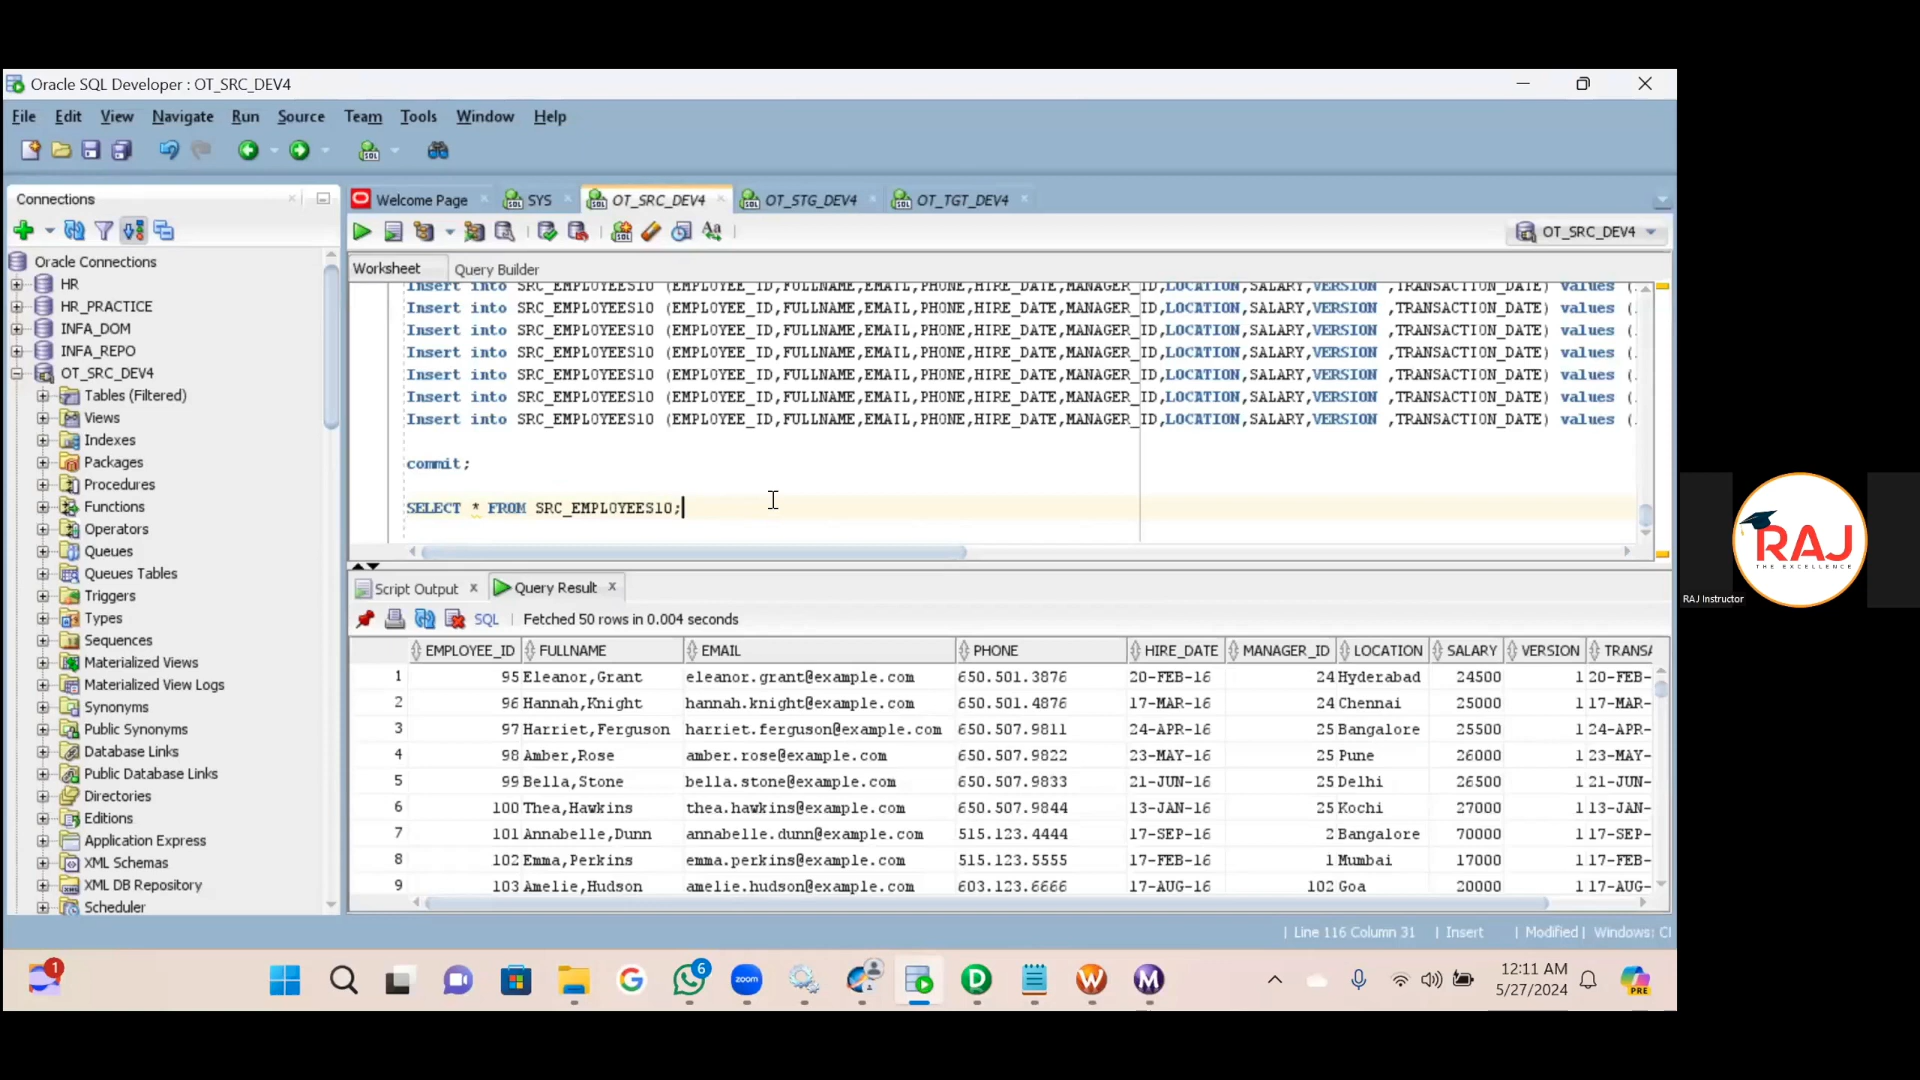 Oracle SQL Developer : OT_SRC_DEV4
File Edit View Navigate Run Source Team Tools Window Help
Connections
Oracle Connections
HR
HR_PRACTICE
INFA_DOM
INFA_REPO
OT_SRC_DEV4
Tables (Filtered)
Views
Indexes
Packages
Procedures
Functions
Operators
Queues
Queues Tables
Triggers
Types
Sequences
Materialized Views
Materialized View Logs
Synonyms
Public Synonyms
Database Links
Public Database Links
Directories
Editions
Application Express
XML Schemas
XML DB Repository
Scheduler
Welcome Page SYS OT_SRC_DEV4 OT_STG_DEV4 OT_TGT_DEV4
OT_SRC_DEV4
Worksheet Query Builder
Insert into SRC_EMPLOYEES10 (EMPLOYEE_ID,FULLNAME,EMAIL,PHONE,HIRE_DATE,MANAGER_ID,LOCATION,SALARY,VERSION ,TRANSACTION_DATE) values (
Insert into SRC_EMPLOYEES10 (EMPLOYEE_ID,FULLNAME,EMAIL,PHONE,HIRE_DATE,MANAGER_ID,LOCATION,SALARY,VERSION ,TRANSACTION_DATE) values (
Insert into SRC_EMPLOYEES10 (EMPLOYEE_ID,FULLNAME,EMAIL,PHONE,HIRE_DATE,MANAGER_ID,LOCATION,SALARY,VERSION ,TRANSACTION_DATE) values (
Insert into SRC_EMPLOYEES10 (EMPLOYEE_ID,FULLNAME,EMAIL,PHONE,HIRE_DATE,MANAGER_ID,LOCATION,SALARY,VERSION ,TRANSACTION_DATE) values (
Insert into SRC_EMPLOYEES10 (EMPLOYEE_ID,FULLNAME,EMAIL,PHONE,HIRE_DATE,MANAGER_ID,LOCATION,SALARY,VERSION ,TRANSACTION_DATE) values (
Insert into SRC_EMPLOYEES10 (EMPLOYEE_ID,FULLNAME,EMAIL,PHONE,HIRE_DATE,MANAGER_ID,LOCATION,SALARY,VERSION ,TRANSACTION_DATE) values (
Insert into SRC_EMPLOYEES10 (EMPLOYEE_ID,FULLNAME,EMAIL,PHONE,HIRE_DATE,MANAGER_ID,LOCATION,SALARY,VERSION ,TRANSACTION_DATE) values (
commit;
SELECT * FROM SRC_EMPLOYEES10;
Script Output Query Result
SQL Fetched 50 rows in 0.004 seconds
EMPLOYEE_ID FULLNAME EMAIL PHONE HIRE_DATE MANAGER_ID LOCATION SALARY VERSION TRANSA
1 95 Eleanor,Grant eleanor.grant@example.com 650.501.3876 20-FEB-16 24 Hyderabad 24500 1 20-FEB-
2 96 Hannah,Knight hannah.knight@example.com 650.501.4876 17-MAR-16 24 Chennai 25000 1 17-MAR-
3 97 Harriet,Ferguson harriet.ferguson@example.com 650.507.9811 24-APR-16 25 Bangalore 25500 1 24-APR-
4 98 Amber,Rose amber.rose@example.com 650.507.9822 23-MAY-16 25 Pune 26000 1 23-MAY-
5 99 Bella,Stone bella.stone@example.com 650.507.9833 21-JUN-16 25 Delhi 26500 1 21-JUN-
6 100 Thea,Hawkins thea.hawkins@example.com 650.507.9844 13-JAN-16 25 Kochi 27000 1 13-JAN-
7 101 Annabelle,Dunn annabelle.dunn@example.com 515.123.4444 17-SEP-16 2 Bangalore 70000 1 17-SEP-
8 102 Emma,Perkins emma.perkins@example.com 515.123.5555 17-FEB-16 1 Mumbai 17000 1 17-FEB-
9 103 Amelie,Hudson amelie.hudson@example.com 603.123.6666 17-AUG-16 102 Goa 20000 1 17-AUG-
Line 116 Column 31 Insert Modified Windows: Cl
RAJ
THE EXCELLENCE
RAJ Instructor
1
6
zoom
D
W
M
12:11 AM
5/27/2024
PRE